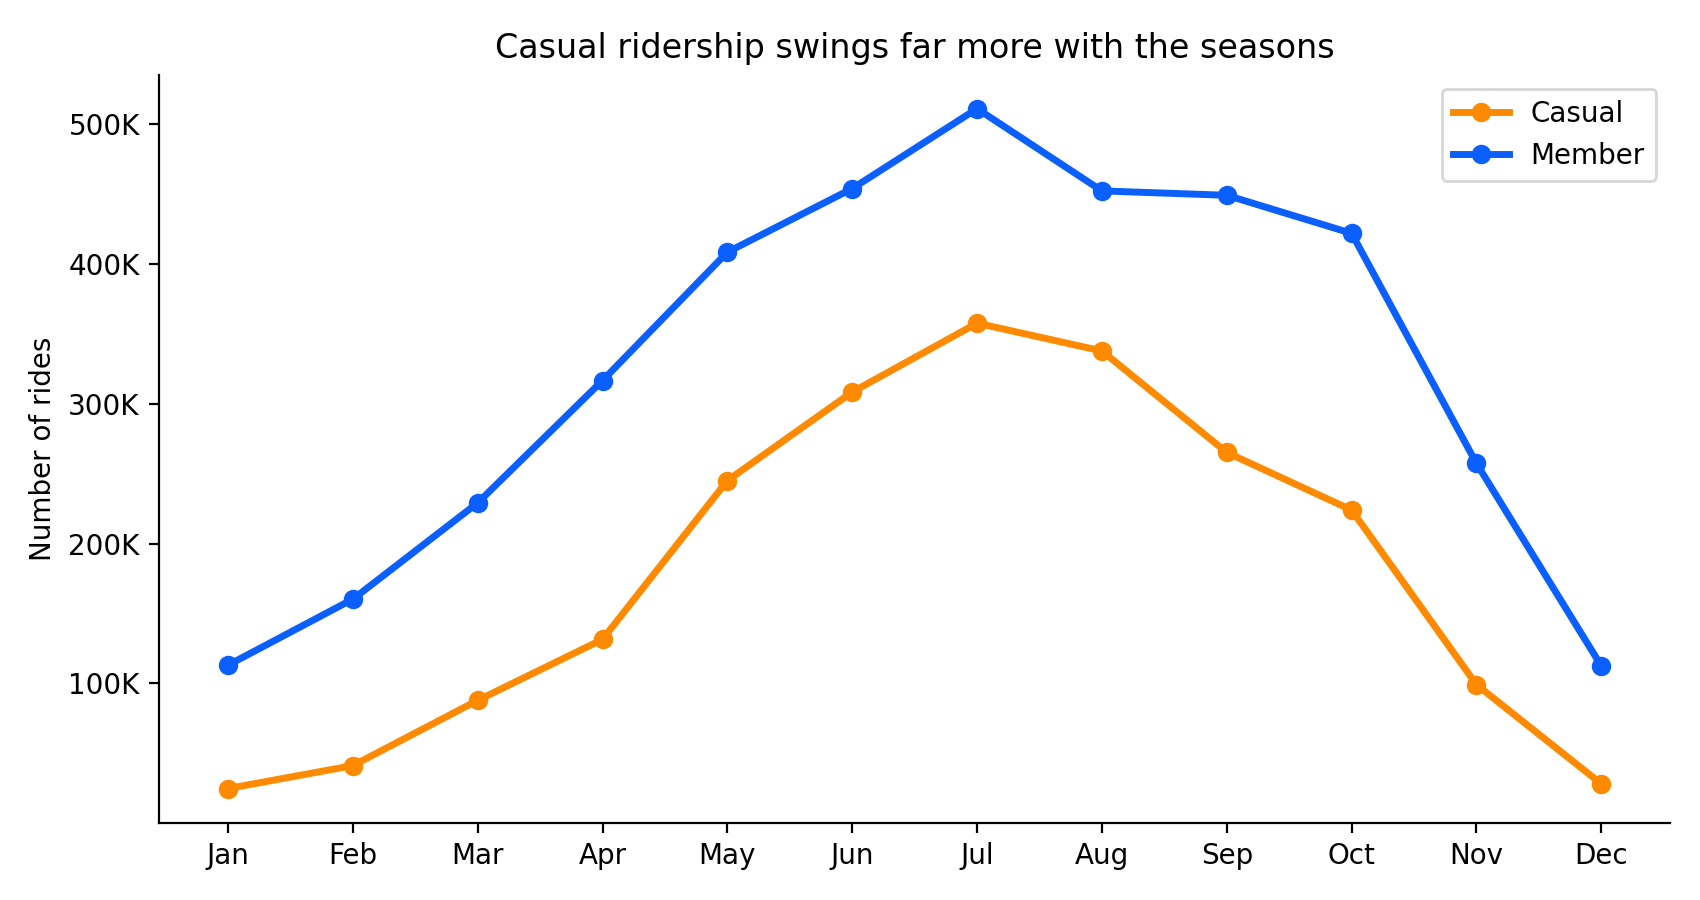 Casual ridership swings far more with the seasons
Casual
Member
Number of rides
500K
400K
300K
200K
100K
Jan Feb Mar Apr May Jun Jul Aug Sep Oct Nov Dec